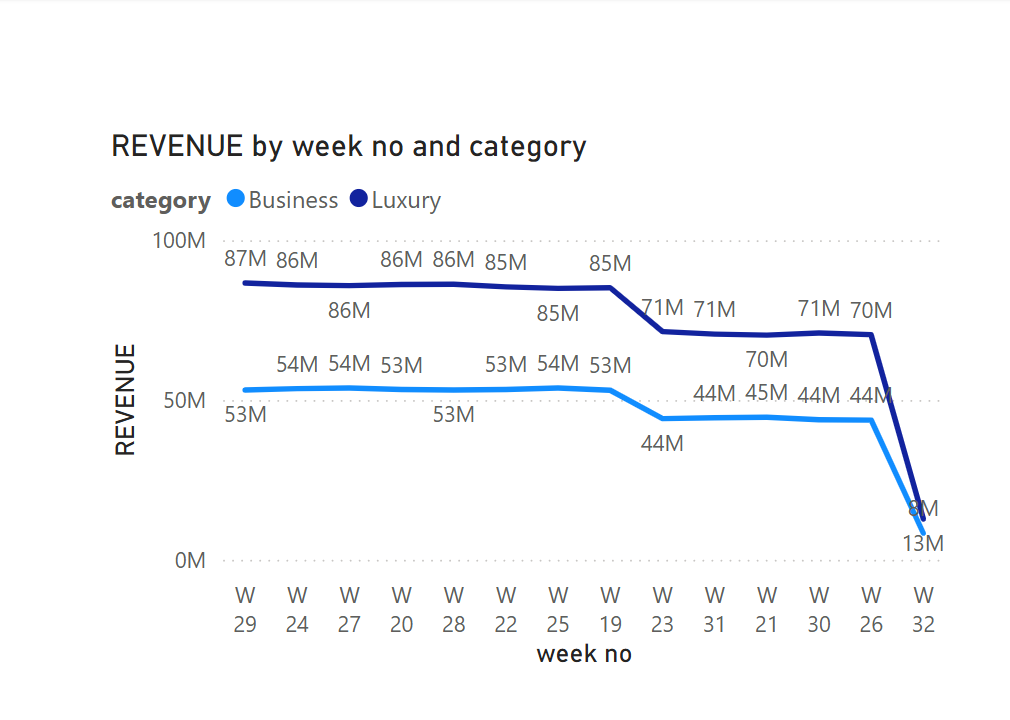 REVENUE by week no and category
category Business Luxury
100M
87M 86M 86M 86M 85M 85M
86M 85M
71M 71M 71M 70M
70M
54M 54M 53M 53M 54M 53M
53M 53M
44M 45M 44M 44M
44M
50M
8M
13M
0M
REVENUE
W W W W W W W W W W W W W W
29 24 27 20 28 22 25 19 23 31 21 30 26 32
week no